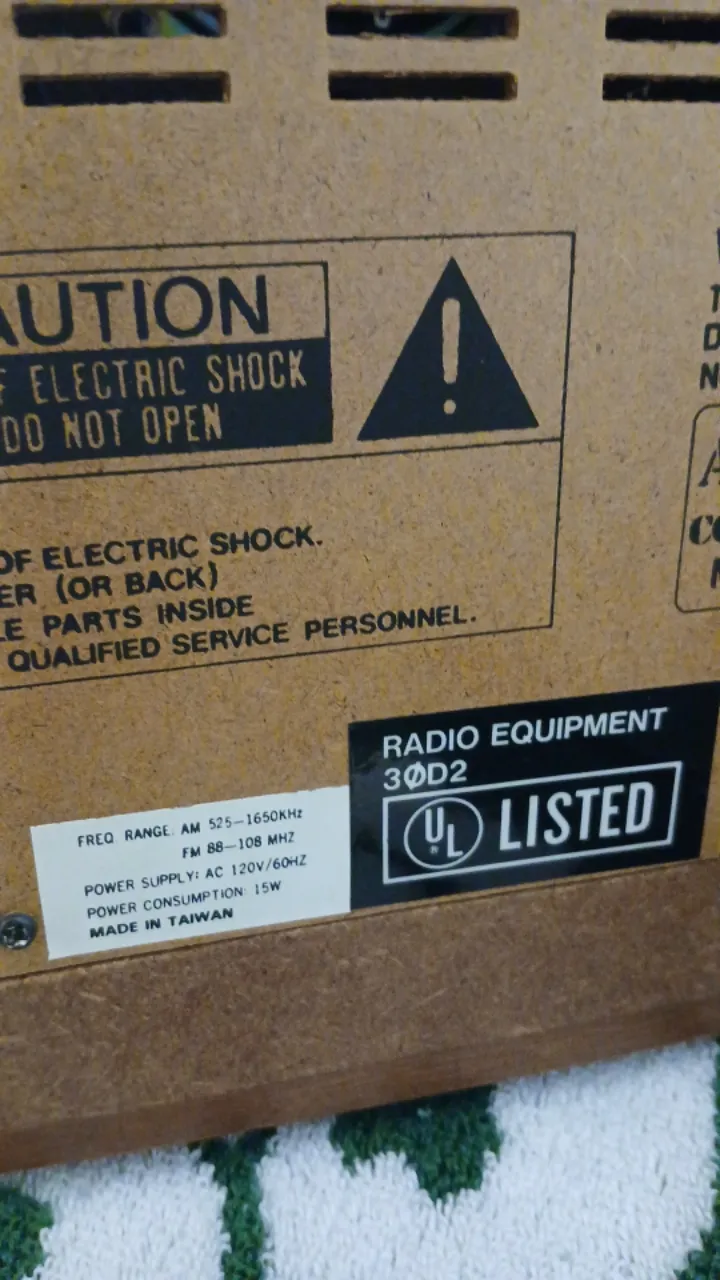 AUTION
F ELECTRIC SHOCK
DO NOT OPEN
OF ELECTRIC SHOCK.
ER (OR BACK)
LE PARTS INSIDE
QUALIFIED SERVICE PERSONNEL.
RADIO EQUIPMENT
3ØD2
UL® LISTED
FREQ. RANGE. AM 525–1650KHz
FM 88–108 MHZ
POWER SUPPLY: AC 120V/60HZ
POWER CONSUMPTION: 15W
MADE IN TAIWAN